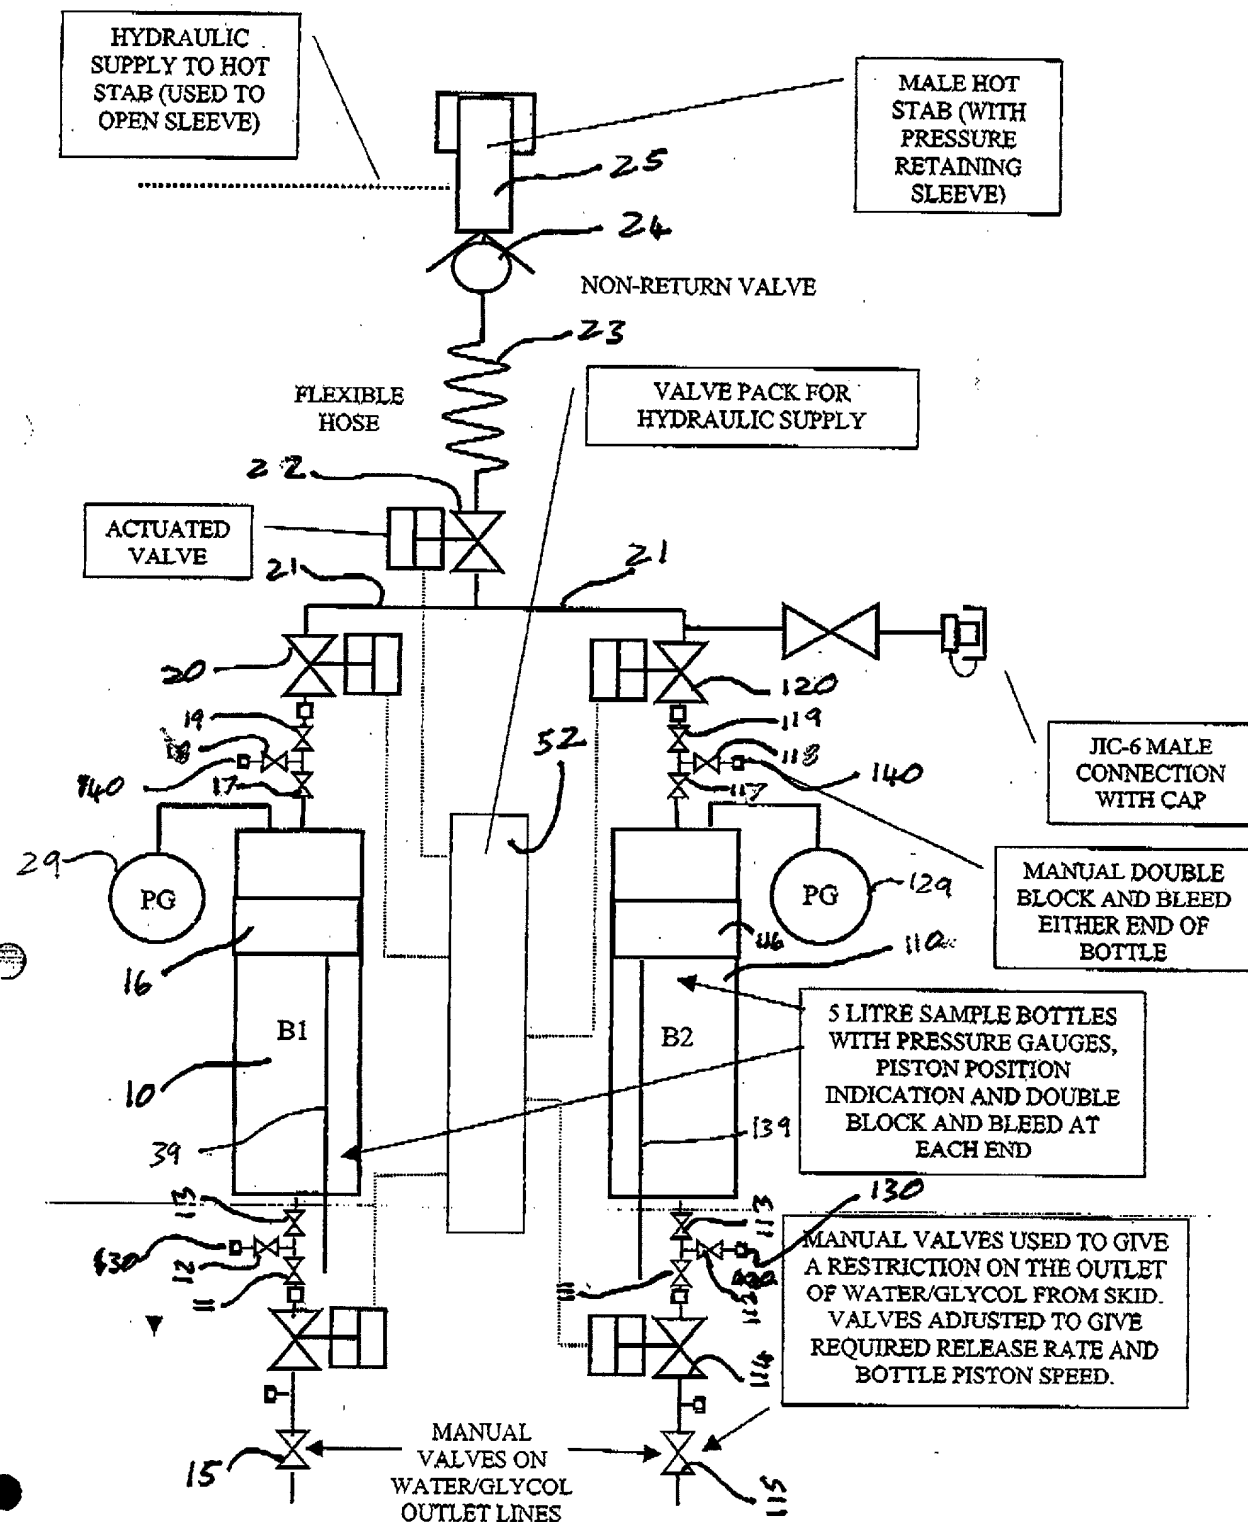 HYDRAULIC
SUPPLY TO HOT
STAB (USED TO
OPEN SLEEVE)
MALE HOT
STAB (WITH
PRESSURE
RETAINING
SLEEVE)
25
24
NON-RETURN VALVE
23
FLEXIBLE
HOSE
VALVE PACK FOR
HYDRAULIC SUPPLY
22
ACTUATED
VALVE
21
21
20
120
19
119
18
118
140
140
17
117
52
JIC-6 MALE
CONNECTION
WITH CAP
29
PG
PG
129
MANUAL DOUBLE
BLOCK AND BLEED
EITHER END OF
BOTTLE
16
116
110
B1
B2
10
39
139
5 LITRE SAMPLE BOTTLES
WITH PRESSURE GAUGES,
PISTON POSITION
INDICATION AND DOUBLE
BLOCK AND BLEED AT
EACH END
13
113
130
12
112
11
111
MANUAL VALVES USED TO GIVE
A RESTRICTION ON THE OUTLET
OF WATER/GLYCOL FROM SKID.
VALVES ADJUSTED TO GIVE
REQUIRED RELEASE RATE AND
BOTTLE PISTON SPEED.
114
MANUAL
VALVES ON
WATER/GLYCOL
OUTLET LINES
15
115